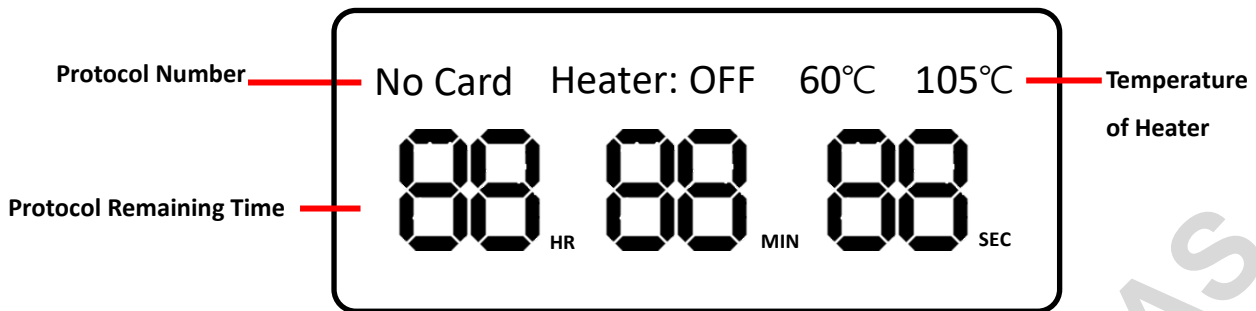 Protocol Number
No Card Heater: OFF 60℃ 105℃
Temperature
of Heater
Protocol Remaining Time
88 HR 88 MIN 88 SEC